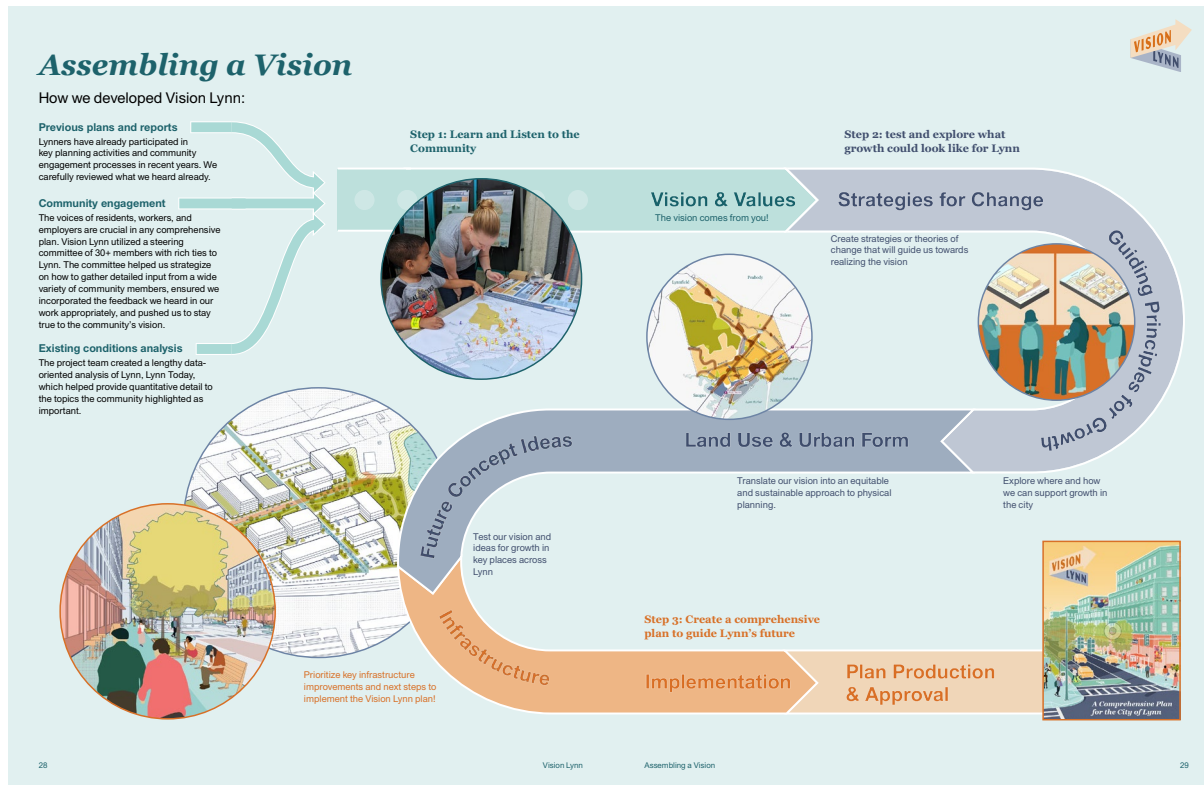 Assembling a Vision
How we developed Vision Lynn:
VISION
LYNN
Previous plans and reports
Lynners have already participated in
key planning activities and community
engagement processes in recent years. We
carefully reviewed what we heard already.
Community engagement
The voices of residents, workers, and
employers are crucial in any comprehensive
plan. Vision Lynn utilized a steering
committee of 30+ members with rich ties to
Lynn. The committee helped us strategize
on how to gather detailed input from a wide
variety of community members, ensured we
incorporated the feedback we heard in our
work appropriately, and pushed us to stay
true to the community's vision.
Existing conditions analysis
The project team created a lengthy data-
oriented analysis of Lynn, Lynn Today,
which helped provide quantitative detail to
the topics the community highlighted as
important.
Step 1: Learn and Listen to the
Community
Vision & Values
The vision comes from you!
Step 2: test and explore what
growth could look like for Lynn
Strategies for Change
Create strategies or theories of
change that will guide us towards
realizing the vision
Guiding Principles for Growth
Explore where and how
we can support growth in
the city
Land Use & Urban Form
Translate our vision into an equitable
and sustainable approach to physical
planning.
Future Concept Ideas
Test our vision and
ideas for growth in
key places across
Lynn
Infrastructure
Prioritize key infrastructure
improvements and next steps to
implement the Vision Lynn plan!
Step 3: Create a comprehensive
plan to guide Lynn's future
Implementation
Plan Production
& Approval
VISION
LYNN
A Comprehensive Plan
for the City of Lynn
28
Vision Lynn
Assembling a Vision
29